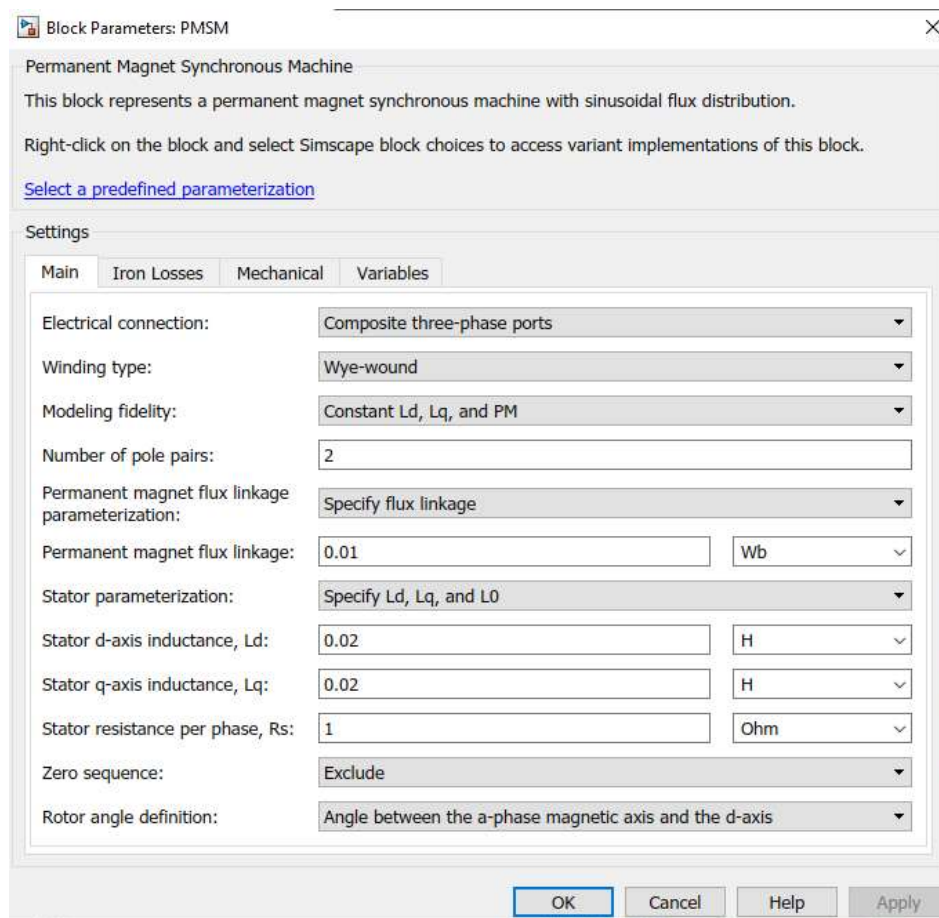 Block Parameters: PMSM
Permanent Magnet Synchronous Machine
This block represents a permanent magnet synchronous machine with sinusoidal flux distribution.
Right-click on the block and select Simscape block choices to access variant implementations of this block.
Select a predefined parameterization
Settings
Main Iron Losses Mechanical Variables
Electrical connection: Composite three-phase ports
Winding type: Wye-wound
Modeling fidelity: Constant Ld, Lq, and PM
Number of pole pairs: 2
Permanent magnet flux linkage
parameterization: Specify flux linkage
Permanent magnet flux linkage: 0.01 Wb
Stator parameterization: Specify Ld, Lq, and L0
Stator d-axis inductance, Ld: 0.02 H
Stator q-axis inductance, Lq: 0.02 H
Stator resistance per phase, Rs: 1 Ohm
Zero sequence: Exclude
Rotor angle definition: Angle between the a-phase magnetic axis and the d-axis
OK Cancel Help Apply